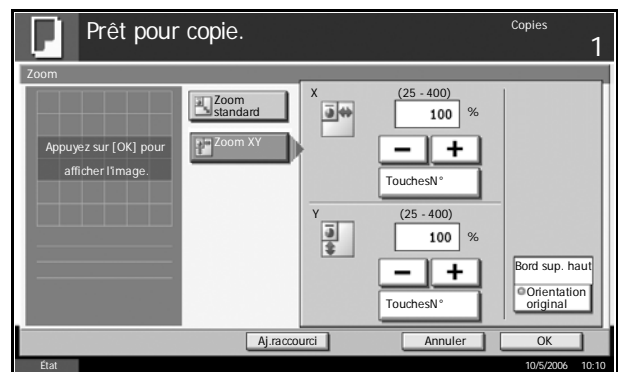 Prêt pour copie.
Copies
1
Zoom
Appuyez sur [OK] pour
afficher l'image.
Zoom
standard
Zoom XY
X
(25 - 400)
100 %
TouchesN°
Y
(25 - 400)
100 %
TouchesN°
Bord sup. haut
Orientation
original
Aj.raccourci
Annuler
OK
État
10/5/2006 10:10